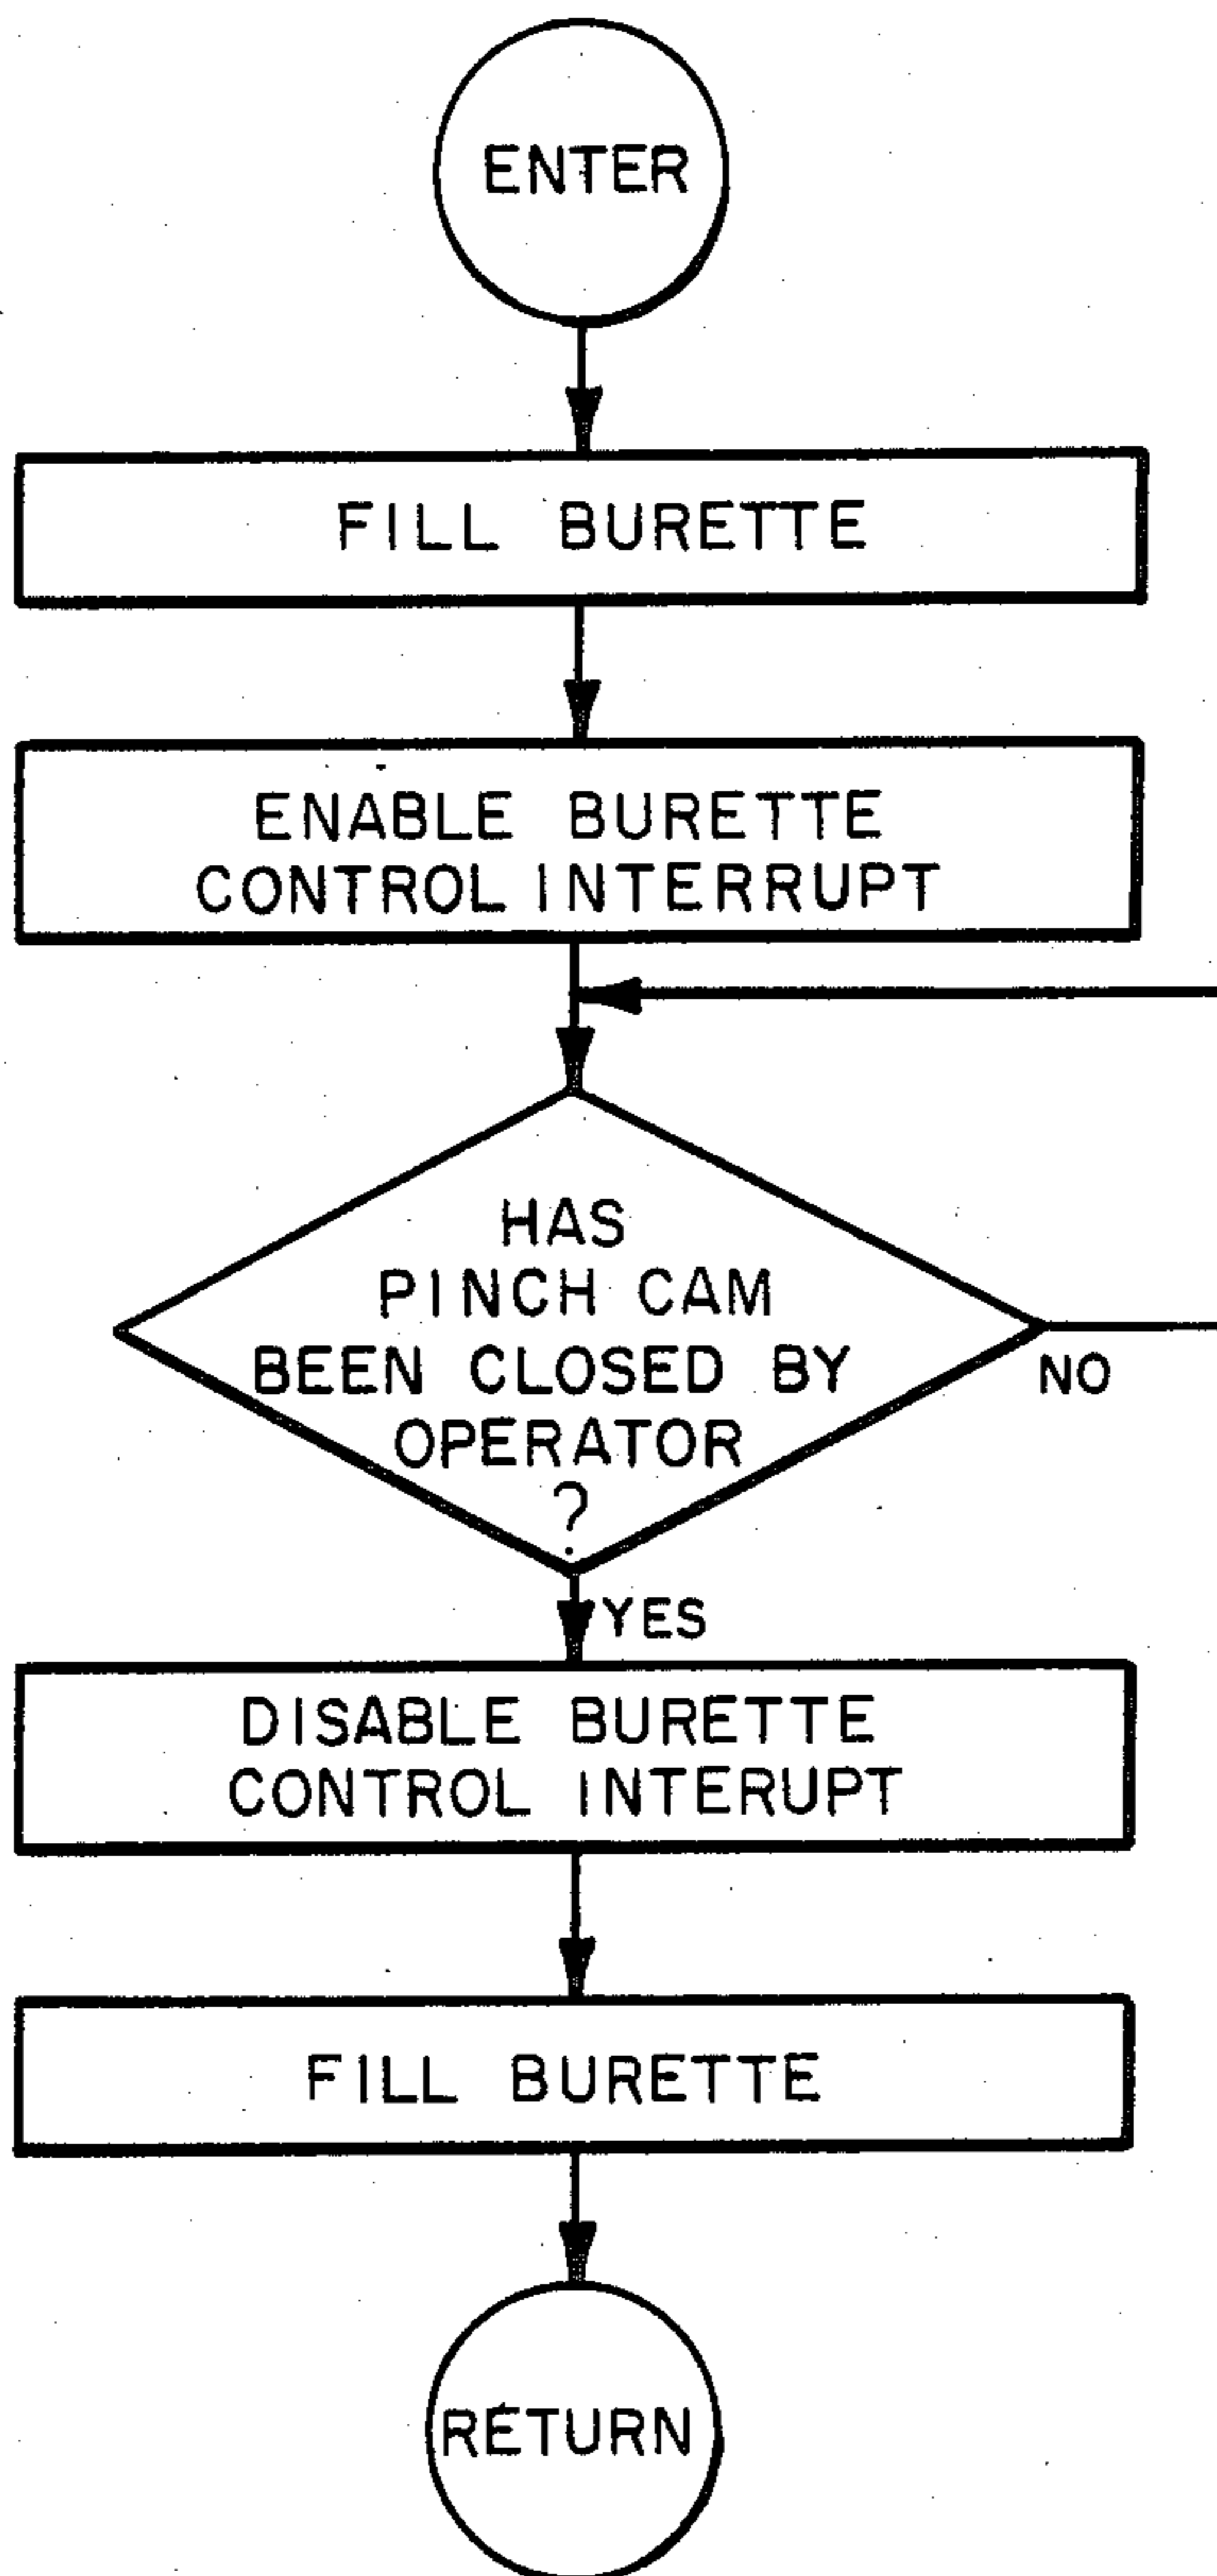 ENTER
FILL BURETTE
ENABLE BURETTE
CONTROL INTERRUPT
HAS
PINCH CAM
BEEN CLOSED BY
OPERATOR
?
NO
YES
DISABLE BURETTE
CONTROL INTERUPT
FILL BURETTE
RETURN